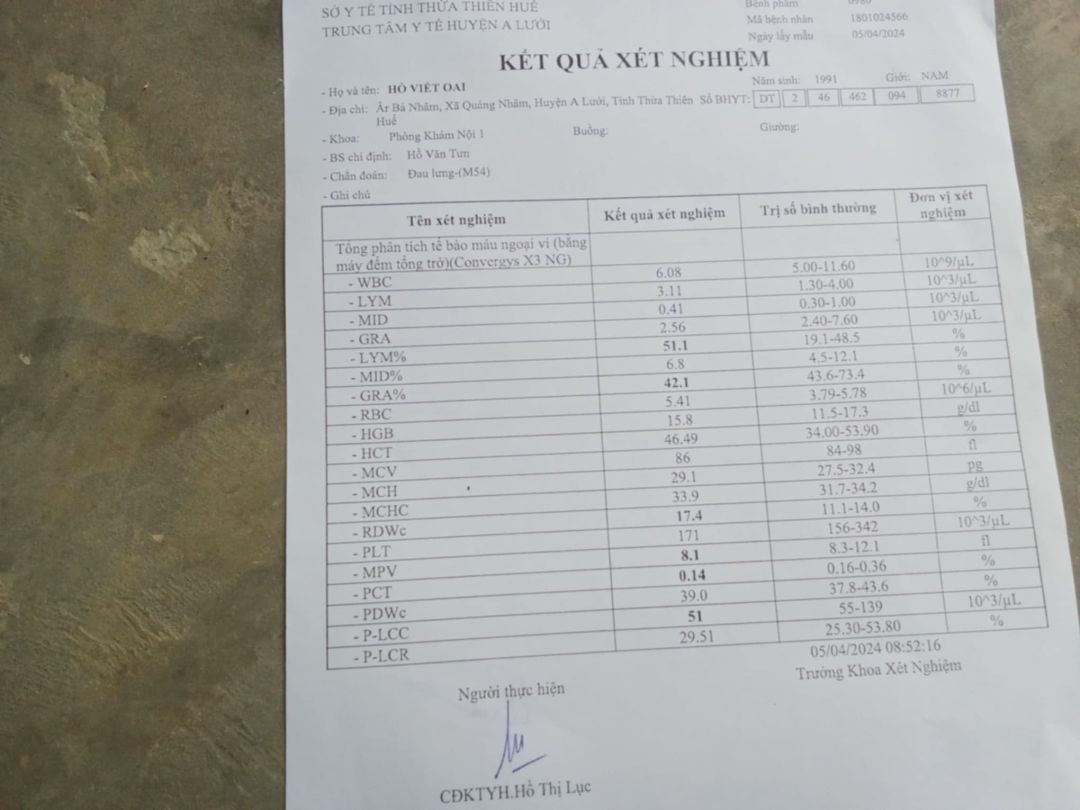 SỞ Y TẾ TỈNH THỪA THIÊN HUẾ
TRUNG TÂM Y TẾ HUYỆN A LƯỚI
Bệnh phẩm 0980
Mã bệnh nhân 1801024566
Ngày lấy mẫu 05/04/2024
KẾT QUẢ XÉT NGHIỆM
- Họ và tên: HỒ VIẾT OAI Năm sinh: 1991 Giới: NAM
- Địa chỉ: Âr Bả Nhâm, Xã Quảng Nhâm, Huyện A Lưới, Tỉnh Thừa Thiên Số BHYT: DT 2 46 462 094 8877
Huế
- Khoa: Phòng Khám Nội 1 Buồng: Giường:
- BS chỉ định: Hồ Văn Tưn
- Chẩn đoán: Đau lưng-(M54)
- Ghi chú
Tên xét nghiệm Kết quả xét nghiệm Trị số bình thường Đơn vị xét nghiệm
Tổng phân tích tế bào máu ngoại vi (bằng
máy đếm tổng trở)(Convergys X3 NG)
- WBC 6.08 5.00-11.60 10^9/µL
- LYM 3.11 1.30-4.00 10^3/µL
- MID 0.41 0.30-1.00 10^3/µL
- GRA 2.56 2.40-7.60 10^3/µL
- LYM% 51.1 19.1-48.5 %
- MID% 6.8 4.5-12.1 %
- GRA% 42.1 43.6-73.4 %
- RBC 5.41 3.79-5.78 10^6/µL
- HGB 15.8 11.5-17.3 g/dl
- HCT 46.49 34.00-53.90 %
- MCV 86 84-98 fl
- MCH 29.1 27.5-32.4 pg
- MCHC 33.9 31.7-34.2 g/dl
- RDWc 17.4 11.1-14.0 %
- PLT 171 156-342 10^3/µL
- MPV 8.1 8.3-12.1 fl
- PCT 0.14 0.16-0.36 %
- PDWc 39.0 37.8-43.6 %
- P-LCC 51 55-139 10^3/µL
- P-LCR 29.51 25.30-53.80 %
05/04/2024 08:52:16
Người thực hiện Trưởng Khoa Xét Nghiệm
CĐKTYH.Hồ Thị Lục